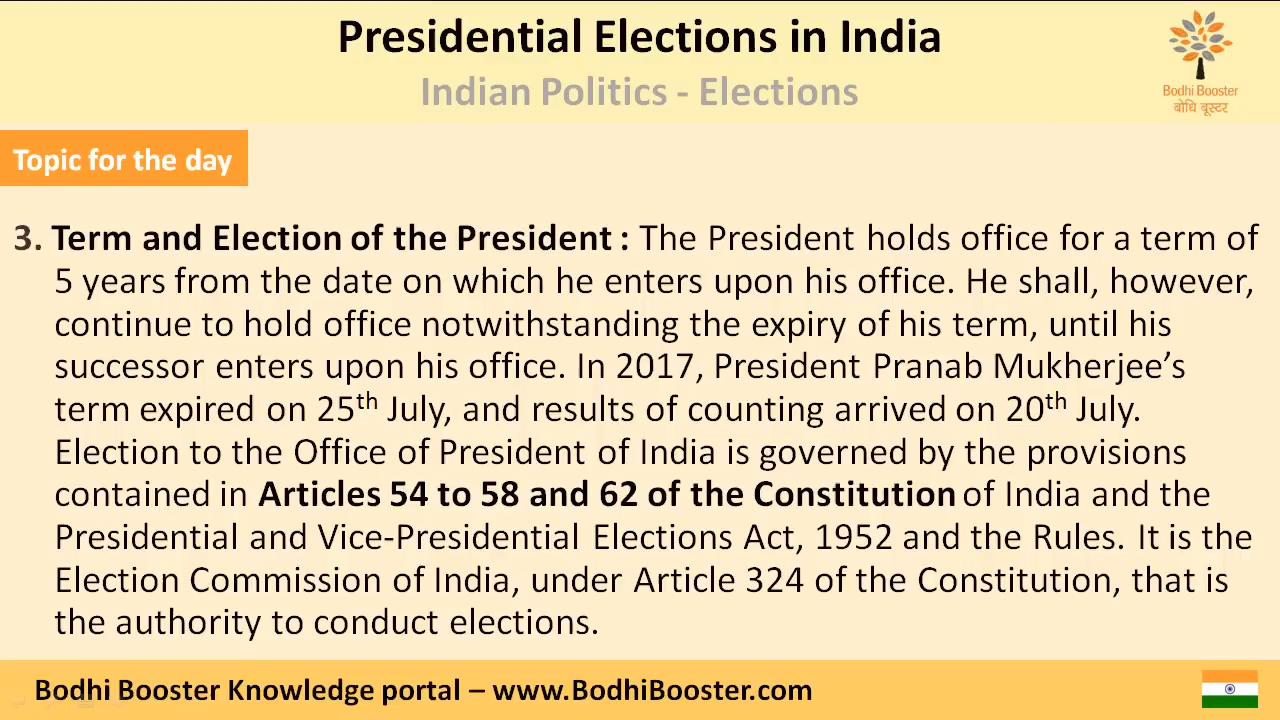 Presidential Elections in India
Indian Politics - Elections
Bodhi Booster
बोधि बूस्टर
Topic for the day
3. Term and Election of the President : The President holds office for a term of
5 years from the date on which he enters upon his office. He shall, however,
continue to hold office notwithstanding the expiry of his term, until his
successor enters upon his office. In 2017, President Pranab Mukherjee’s
term expired on 25th July, and results of counting arrived on 20th July.
Election to the Office of President of India is governed by the provisions
contained in Articles 54 to 58 and 62 of the Constitution of India and the
Presidential and Vice-Presidential Elections Act, 1952 and the Rules. It is the
Election Commission of India, under Article 324 of the Constitution, that is
the authority to conduct elections.
Bodhi Booster Knowledge portal – www.BodhiBooster.com